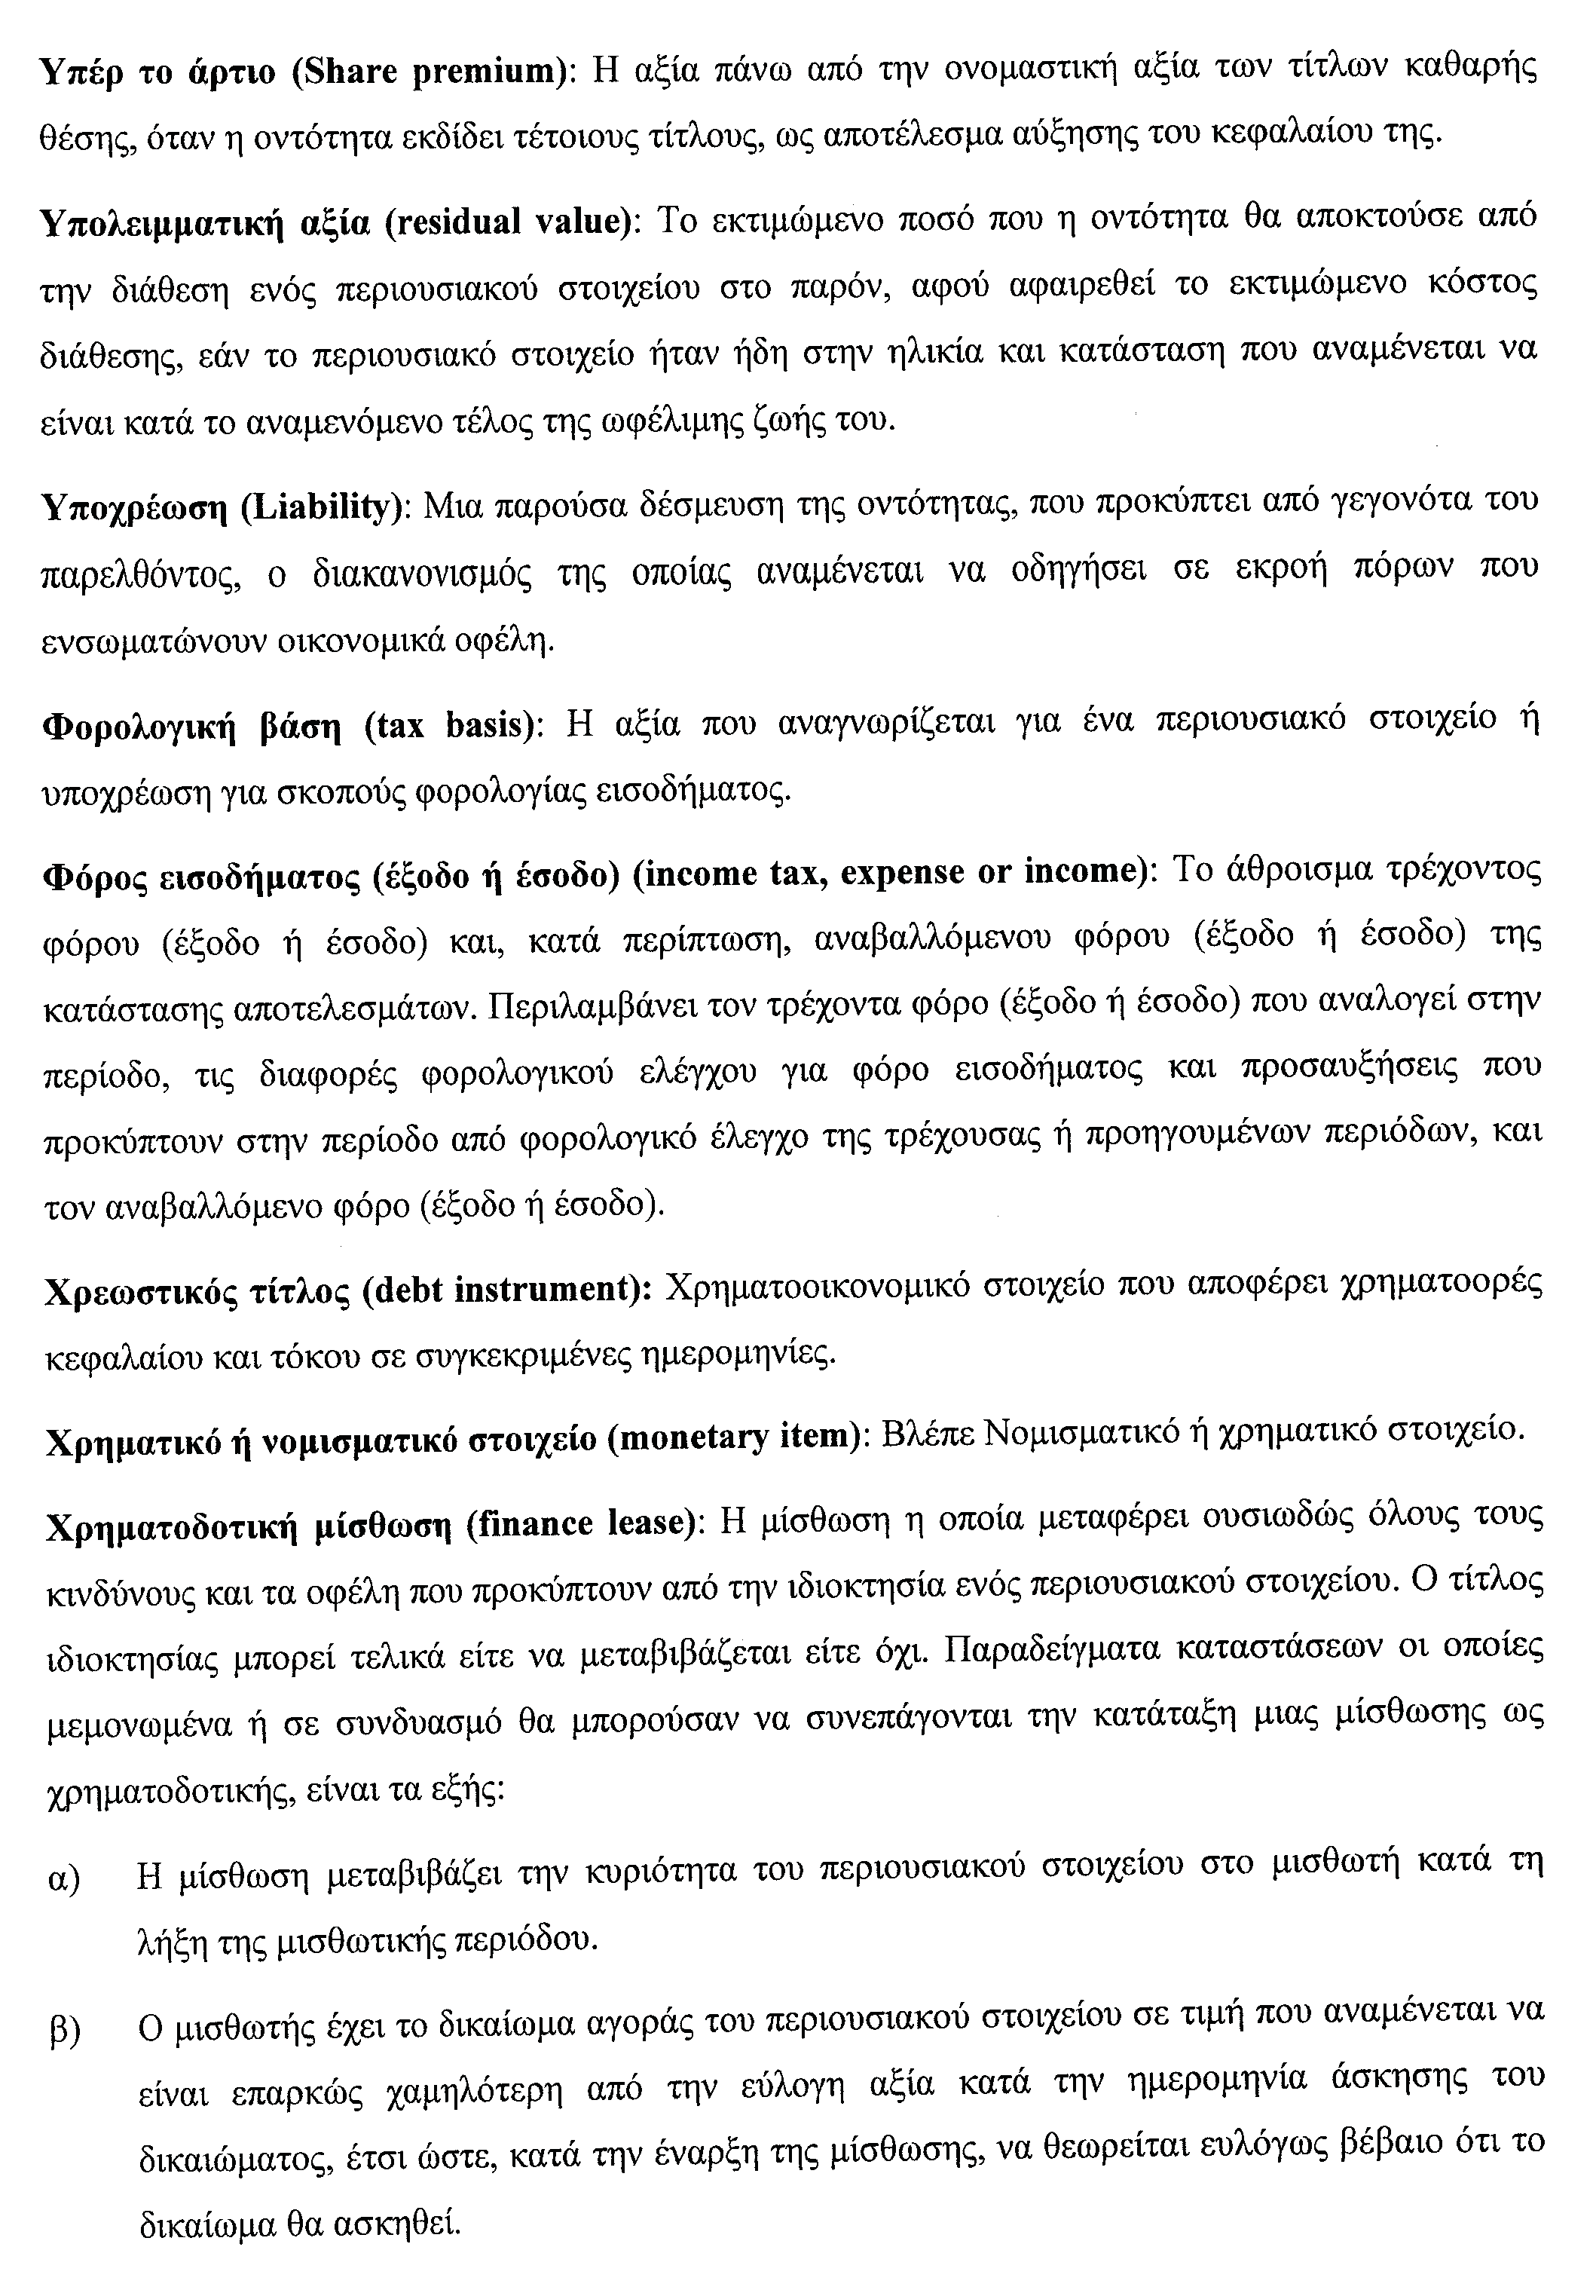 Υπέρ το άρτιο (Share premium): Η αξία πάνω από την ονομαστική αξία των τίτλων καθαρής
θέσης, όταν η οντότητα εκδίδει τέτοιους τίτλους, ως αποτέλεσμα αύξησης του κεφαλαίου της.
Υπολειμματική αξία (residual value): Το εκτιμώμενο ποσό που η οντότητα θα αποκτούσε από
την διάθεση ενός περιουσιακού στοιχείου στο παρόν, αφού αφαιρεθεί το εκτιμώμενο κόστος
διάθεσης, εάν το περιουσιακό στοιχείο ήταν ήδη στην ηλικία και κατάσταση που αναμένεται να
είναι κατά το αναμενόμενο τέλος της ωφέλιμης ζωής του.
Υποχρέωση (Liability): Μια παρούσα δέσμευση της οντότητας, που προκύπτει από γεγονότα του
παρελθόντος, ο διακανονισμός της οποίας αναμένεται να οδηγήσει σε εκροή πόρων που
ενσωματώνουν οικονομικά οφέλη.
Φορολογική βάση (tax basis): Η αξία που αναγνωρίζεται για ένα περιουσιακό στοιχείο ή
υποχρέωση για σκοπούς φορολογίας εισοδήματος.
Φόρος εισοδήματος (έξοδο ή έσοδο) (income tax, expense or income): Το άθροισμα τρέχοντος
φόρου (έξοδο ή έσοδο) και, κατά περίπτωση, αναβαλλόμενου φόρου (έξοδο ή έσοδο) της
κατάστασης αποτελεσμάτων. Περιλαμβάνει τον τρέχοντα φόρο (έξοδο ή έσοδο) που αναλογεί στην
περίοδο, τις διαφορές φορολογικού ελέγχου για φόρο εισοδήματος και προσαυξήσεις που
προκύπτουν στην περίοδο από φορολογικό έλεγχο της τρέχουσας ή προηγουμένων περιόδων, και
τον αναβαλλόμενο φόρο (έξοδο ή έσοδο).
Χρεωστικός τίτλος (debt instrument): Χρηματοοικονομικό στοιχείο που αποφέρει χρηματοορές
κεφαλαίου και τόκου σε συγκεκριμένες ημερομηνίες.
Χρηματικό ή νομισματικό στοιχείο (monetary item): Βλέπε Νομισματικό ή χρηματικό στοιχείο.
Χρηματοδοτική μίσθωση (finance lease): Η μίσθωση η οποία μεταφέρει ουσιωδώς όλους τους
κινδύνους και τα οφέλη που προκύπτουν από την ιδιοκτησία ενός περιουσιακού στοιχείου. Ο τίτλος
ιδιοκτησίας μπορεί τελικά είτε να μεταβιβάζεται είτε όχι. Παραδείγματα καταστάσεων οι οποίες
μεμονωμένα ή σε συνδυασμό θα μπορούσαν να συνεπάγονται την κατάταξη μιας μίσθωσης ως
χρηματοδοτικής, είναι τα εξής:
α) Η μίσθωση μεταβιβάζει την κυριότητα του περιουσιακού στοιχείου στο μισθωτή κατά τη
λήξη της μισθωτικής περιόδου.
β) Ο μισθωτής έχει το δικαίωμα αγοράς του περιουσιακού στοιχείου σε τιμή που αναμένεται να
είναι επαρκώς χαμηλότερη από την εύλογη αξία κατά την ημερομηνία άσκησης του
δικαιώματος, έτσι ώστε, κατά την έναρξη της μίσθωσης, να θεωρείται ευλόγως βέβαιο ότι το
δικαίωμα θα ασκηθεί.